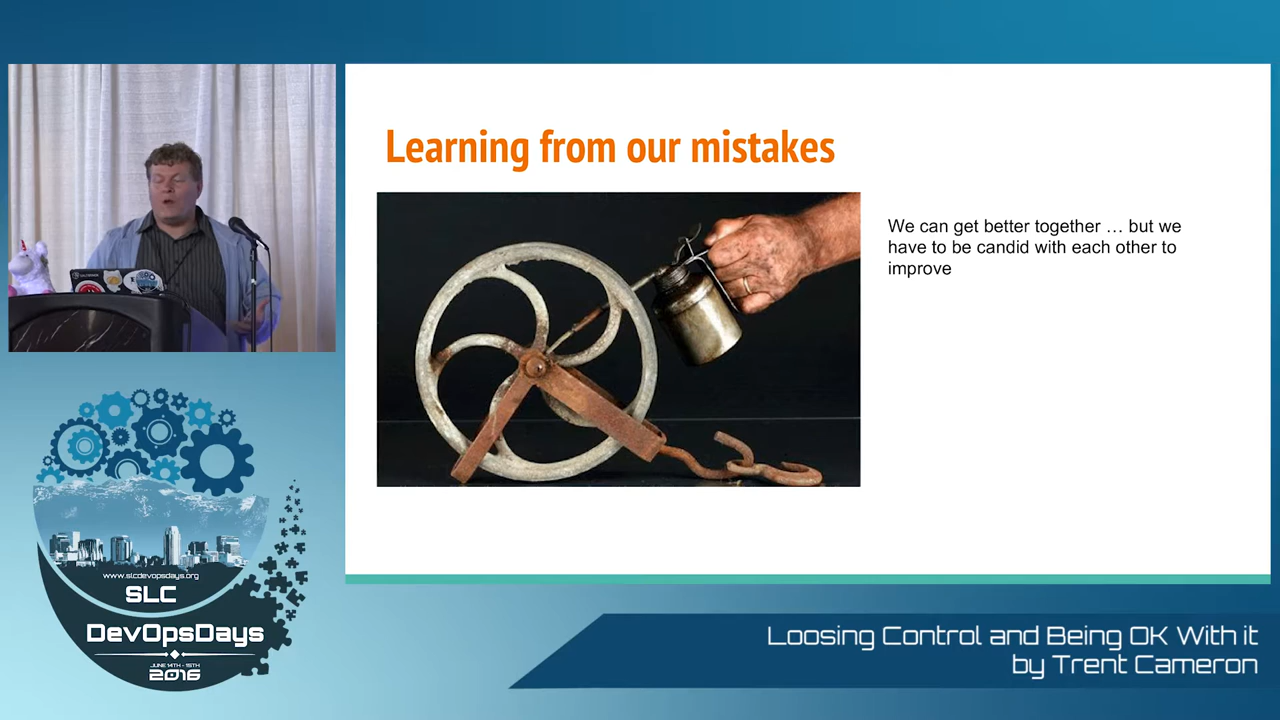 Learning from our mistakes
We can get better together … but we
have to be candid with each other to
improve
www.slcdevopsdays.org
SLC
DevOpsDays
JUNE 14TH - 15TH
2016
Loosing Control and Being OK With it
by Trent Cameron